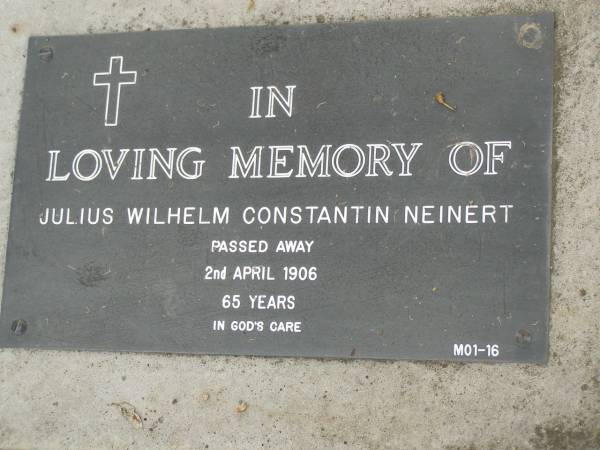 IN
LOVING MEMORY OF
JULIUS WILHELM CONSTANTIN NEINERT
PASSED AWAY
2nd APRIL 1906
65 YEARS
IN GOD'S CARE
M01-16